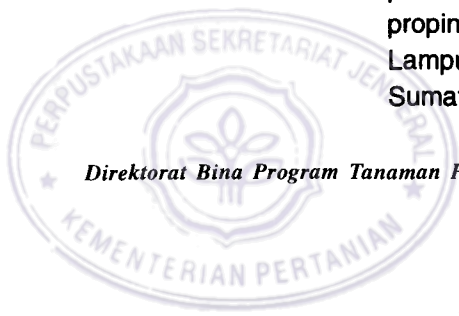 propin
Lampu
Sumat
PERPUSTAKAAN SEKRETARIAT JENDERAL
Direktorat Bina Program Tanaman
KEMENTERIAN PERTANIAN